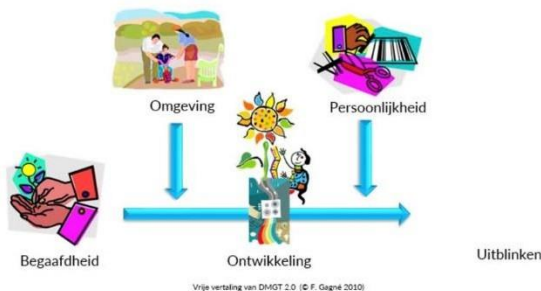 Omgeving
Persoonlijkheid
Begaafdheid
Ontwikkeling
Uitblinken
Vrije vertaling van DMGT 2.0 (© F. Gagné 2010)